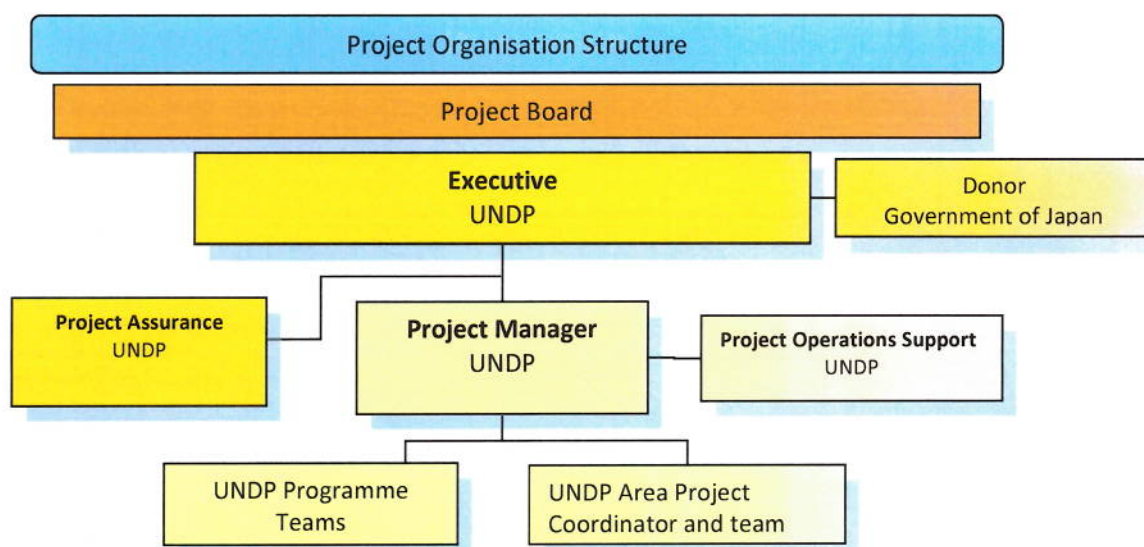 Project Organisation Structure
Project Board
Executive
UNDP
Donor
Government of Japan
Project Assurance
UNDP
Project Manager
UNDP
Project Operations Support
UNDP
UNDP Programme
Teams
UNDP Area Project
Coordinator and team